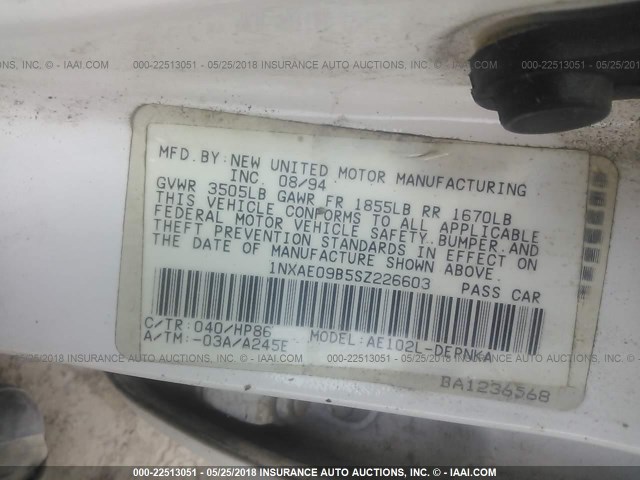 INC. © - IAAI.COM 000-22513051 - 05/25/2018 INSURANCE AUTO AUCTIONS, INC. © - IAAI.COM 000-22513051 - 05/25/2018
MFD. BY: NEW UNITED MOTOR MANUFACTURING
INC. 08/94
GVWR 3505LB GAWR FR 1855LB RR 1670LB
THIS VEHICLE CONFORMS TO ALL APPLICABLE
FEDERAL MOTOR VEHICLE SAFETY, BUMPER, AND
THEFT PREVENTION STANDARDS IN EFFECT ON
THE DATE OF MANUFACTURE SHOWN ABOVE.
1NXAE09B5SZ226603 PASS CAR
C/TR: 040/HP86 MODEL: AE102L-DEPNKA
A/TM: -03A/A245E
BA1236568
000-22513051 - 05/25/2018 INSURANCE AUTO AUCTIONS, INC. © - IAAI.COM